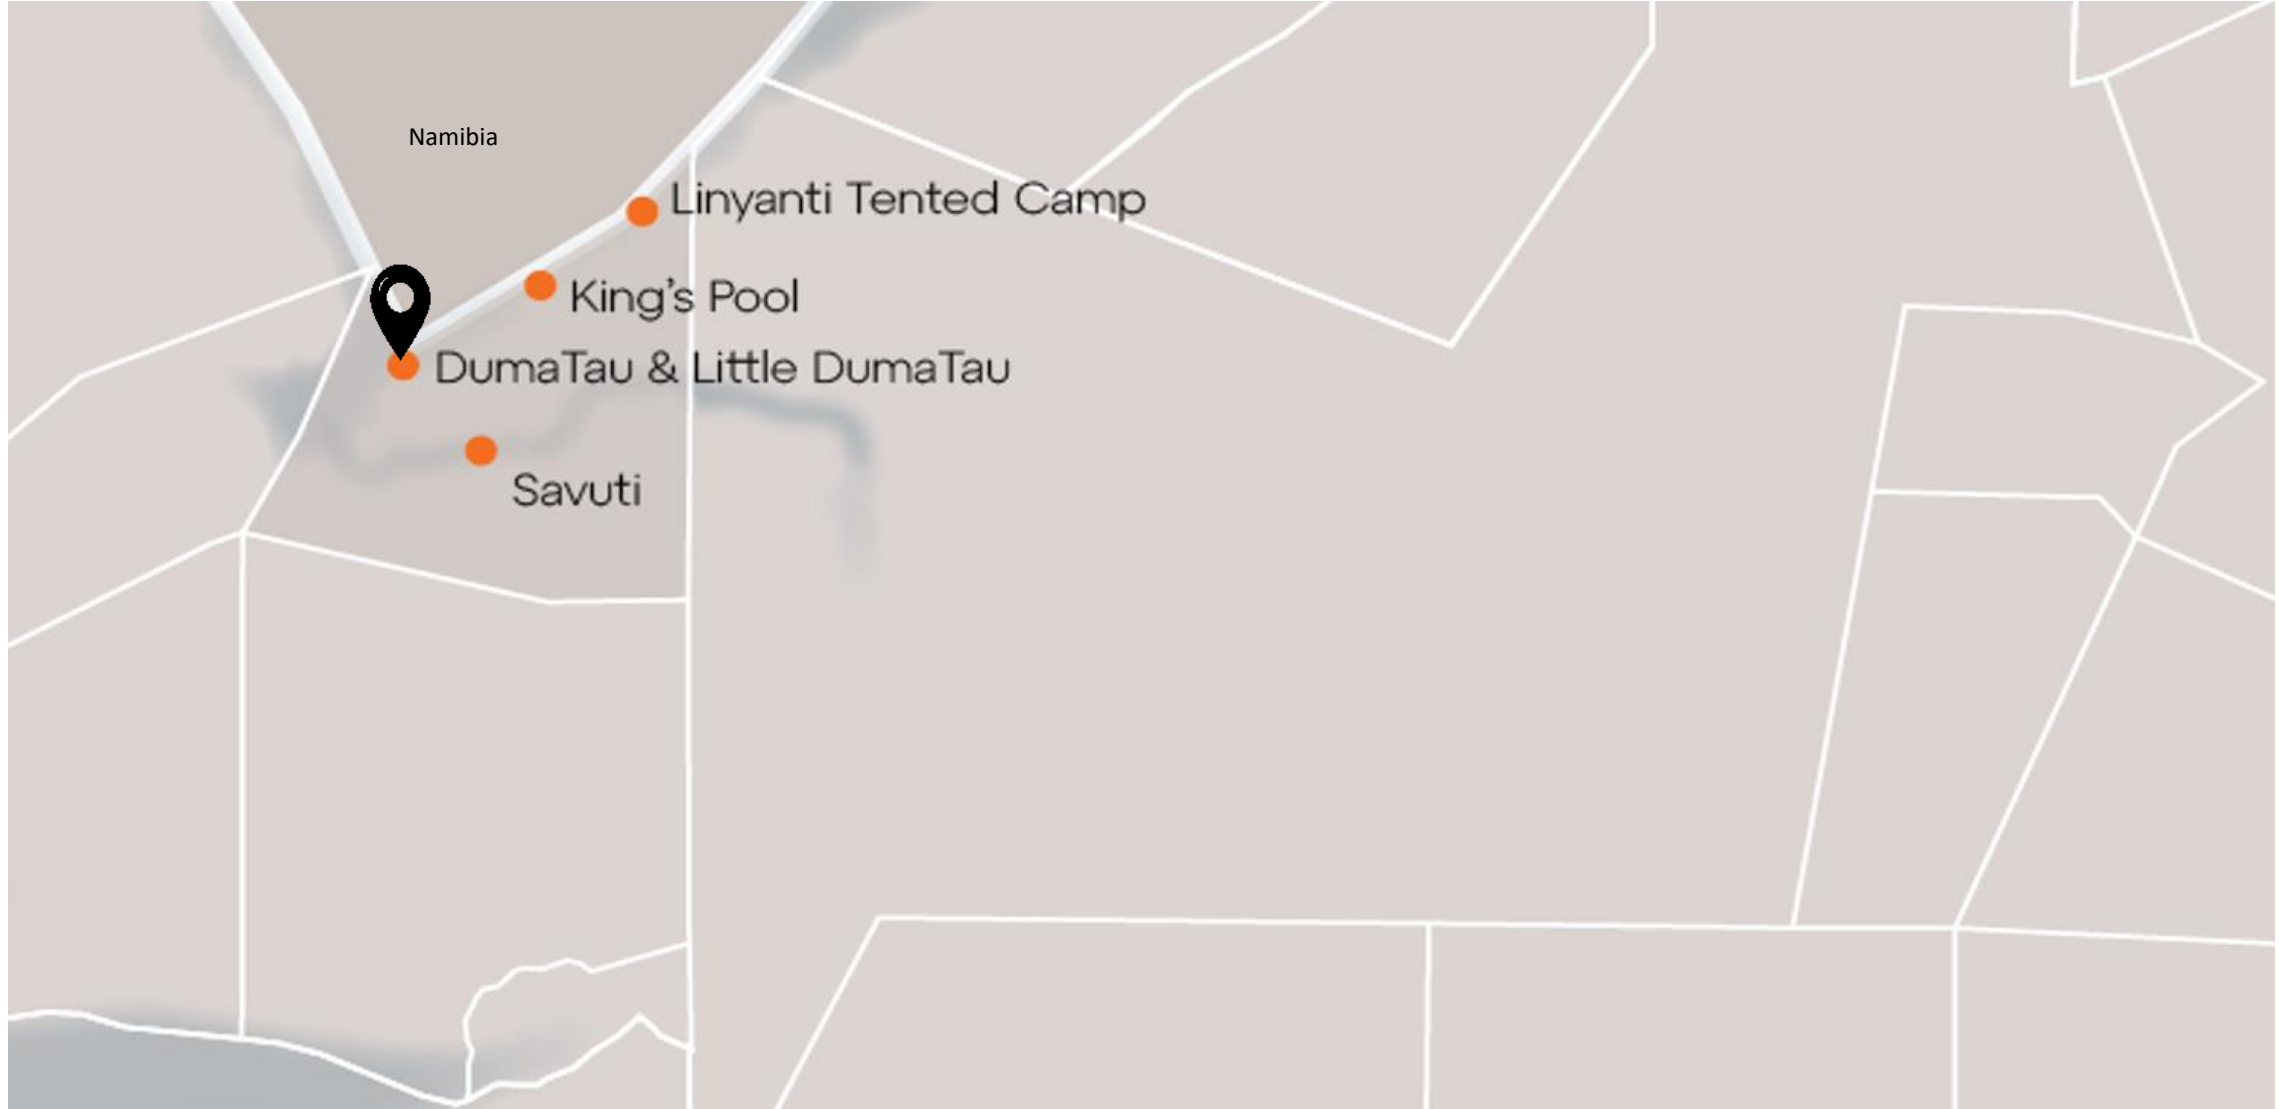 Namibia
Linyanti Tented Camp
King's Pool
DumaTau & Little DumaTau
Savuti